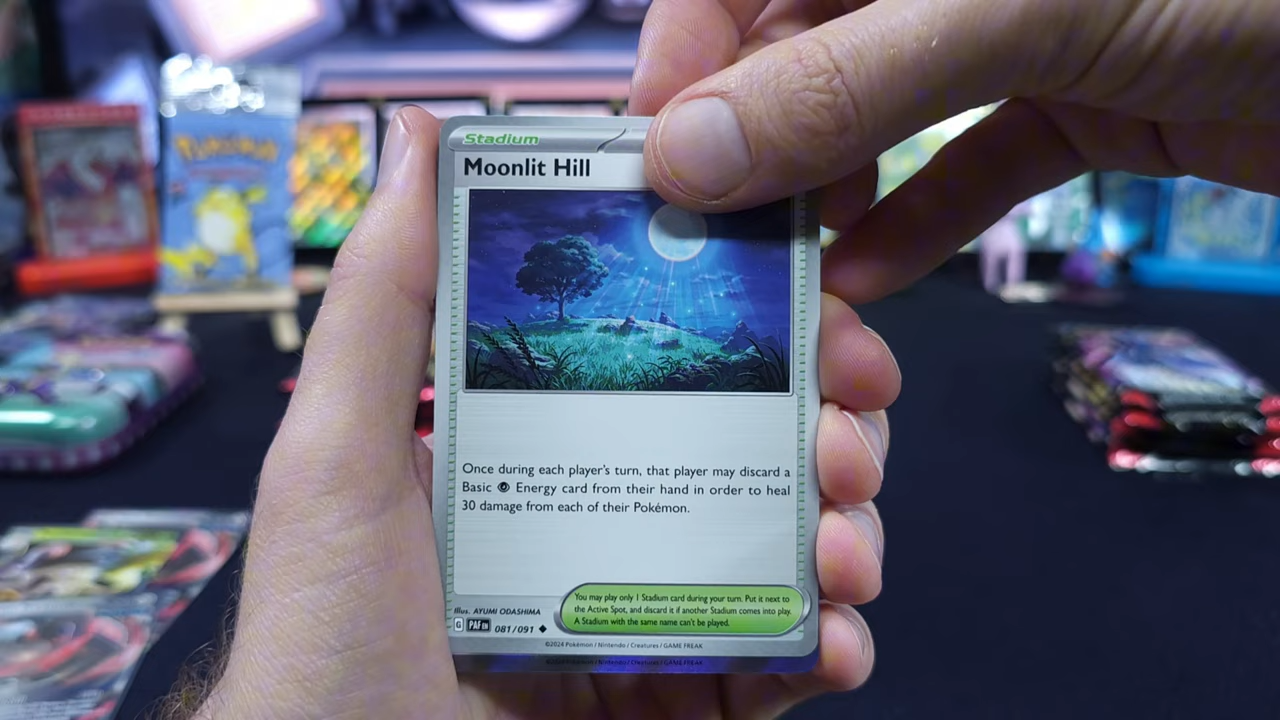 Pokémon
Stadium
Moonlit Hill
Once during each player's turn, that player may discard a
Basic Energy card from their hand in order to heal
30 damage from each of their Pokémon.
You may play only 1 Stadium card during your turn. Put it next to
the Active Spot, and discard it if another Stadium comes into play.
A Stadium with the same name can't be played.
Illus. AYUMI ODASHIMA
G PAF EN 081/091
©2024 Pokémon / Nintendo / Creatures / GAME FREAK